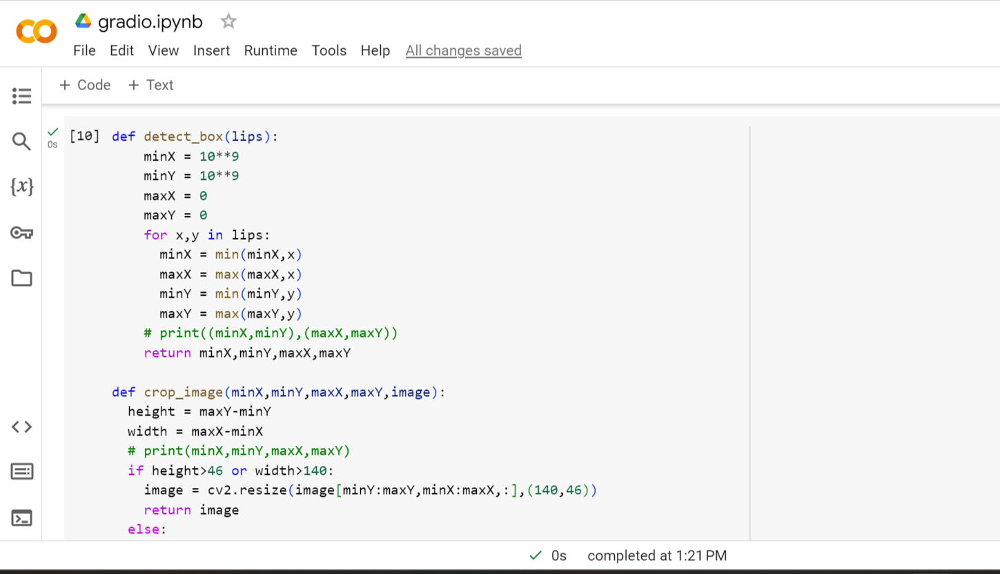 gradio.ipynb
File Edit View Insert Runtime Tools Help All changes saved
+ Code + Text
{x}
0s
[10] def detect_box(lips):
    minX = 10**9
    minY = 10**9
    maxX = 0
    maxY = 0
    for x,y in lips:
      minX = min(minX,x)
      maxX = max(maxX,x)
      minY = min(minY,y)
      maxY = max(maxY,y)
    # print((minX,minY),(maxX,maxY))
    return minX,minY,maxX,maxY
def crop_image(minX,minY,maxX,maxY,image):
  height = maxY-minY
  width = maxX-minX
  # print(minX,minY,maxX,maxY)
  if height>46 or width>140:
    image = cv2.resize(image[minY:maxY,minX:maxX,:],(140,46))
    return image
  else:
0s completed at 1:21 PM